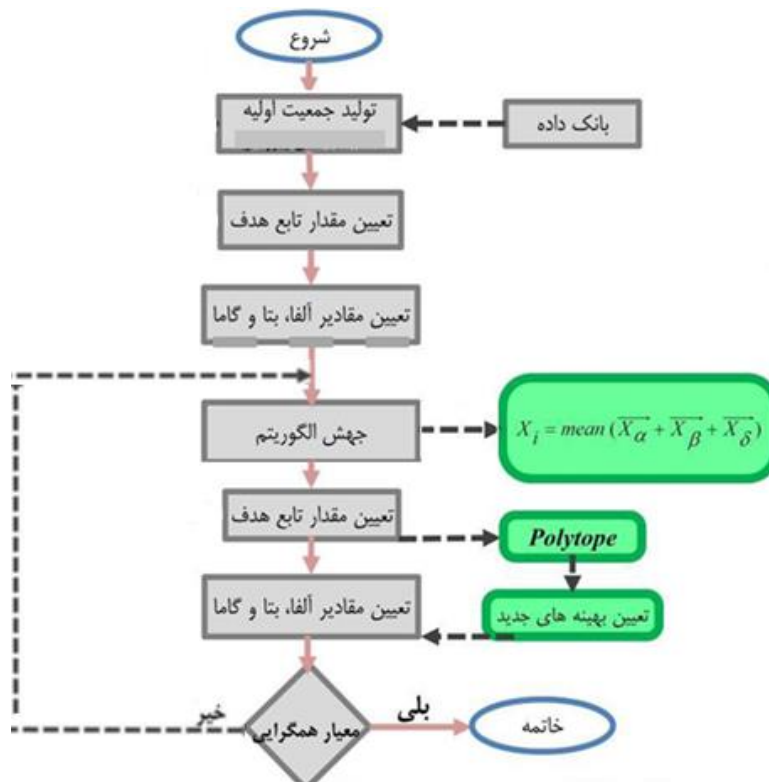 شروع
تولید جمعیت اولیه
بانک داده
تعیین مقدار تابع هدف
تعیین مقادیر آلفا، بتا و گاما
جهش الگوریتم
X_i = mean (X_α + X_β + X_δ)
تعیین مقدار تابع هدف
Polytope
تعیین بهینه های جدید
تعیین مقادیر آلفا، بتا و گاما
معیار همگرایی
خیر
بلی
خاتمه